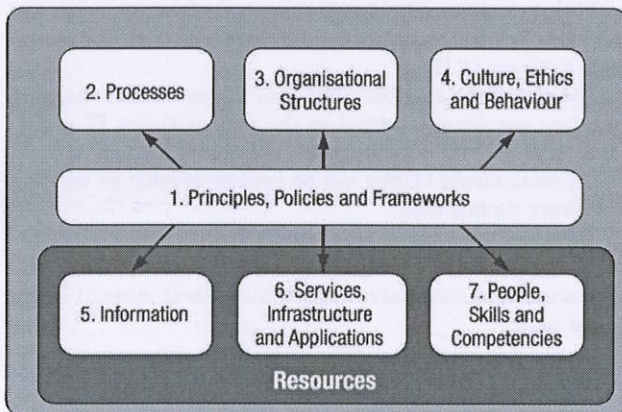 2. Processes
3. Organisational
Structures
4. Culture, Ethics
and Behaviour
1. Principles, Policies and Frameworks
5. Information
6. Services,
Infrastructure
and Applications
7. People,
Skills and
Competencies
Resources